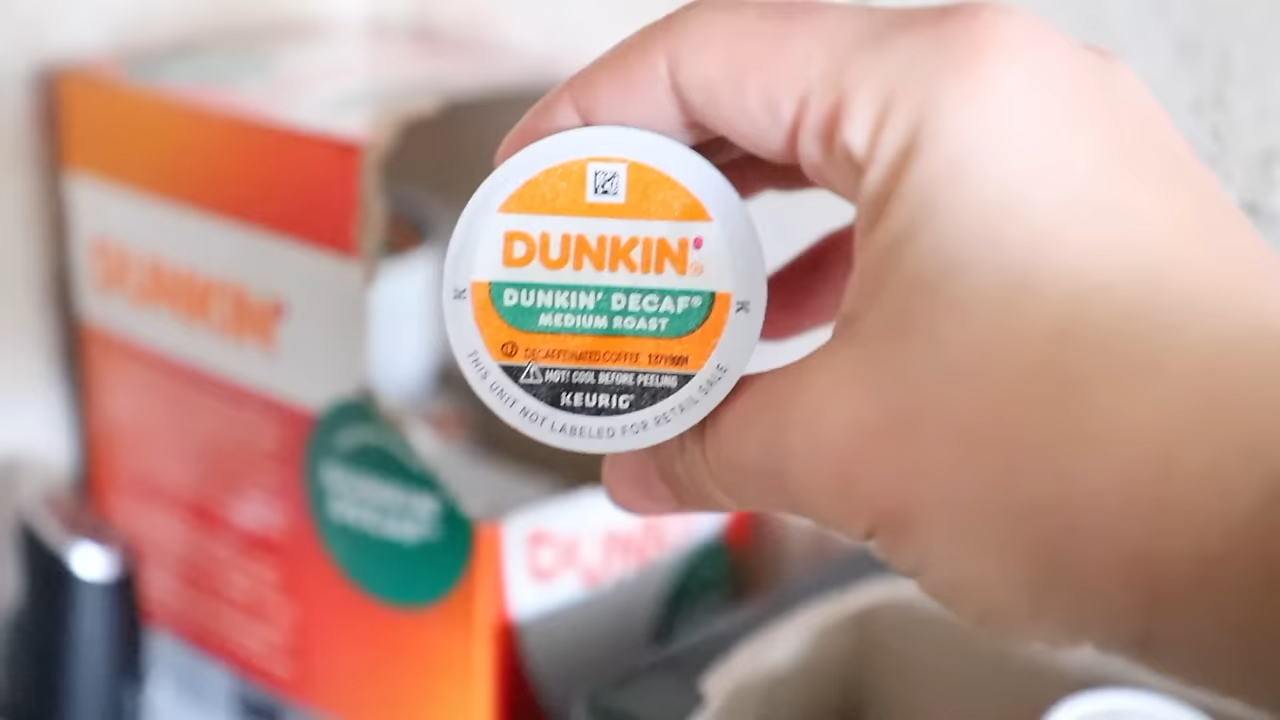 DUNKIN'
DUNKIN' DECAF®
MEDIUM ROAST
DECAFFEINATED COFFEE
HOT! COOL BEFORE PEELING
KEURIG®
K
K
THIS UNIT NOT LABELED FOR RETAIL SALE
DUNKIN'